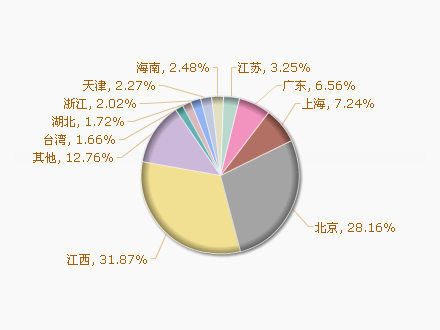 海南, 2.48%
江苏, 3.25%
天津, 2.27%
广东, 6.56%
浙江, 2.02%
上海, 7.24%
湖北, 1.72%
台湾, 1.66%
其他, 12.76%
北京, 28.16%
江西, 31.87%